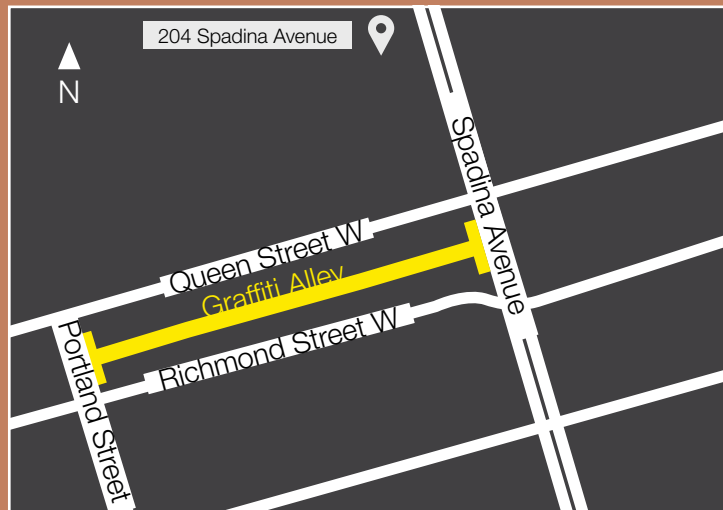 204 Spadina Avenue
N
Spadina Avenue
Queen Street W
Graffiti Alley
Richmond Street W
Portland Street